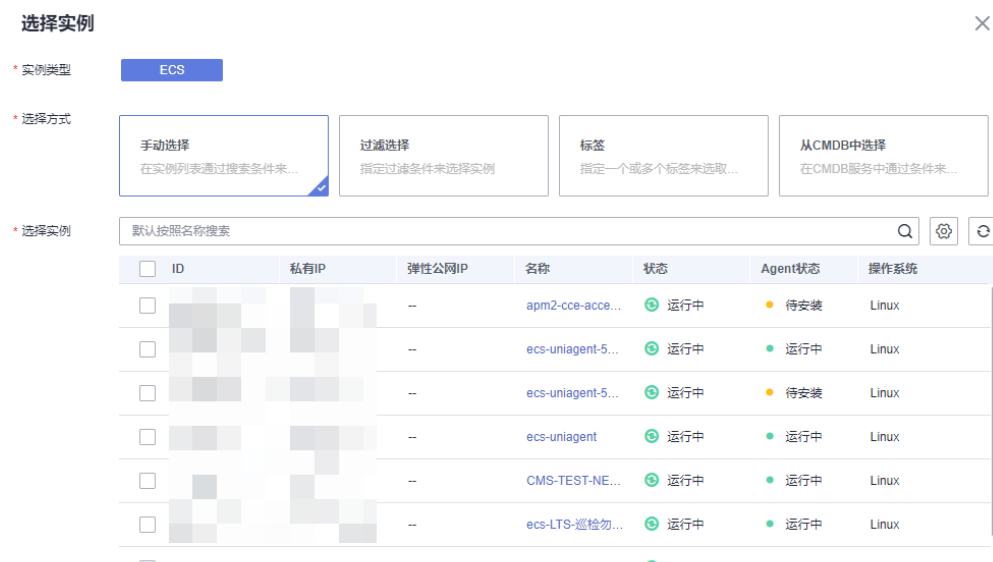 选择实例
* 实例类型 ECS
* 选择方式
手动选择 过滤选择 标签 从CMDB中选择
在实例列表通过搜索条件来... 指定过滤条件来选择实例 指定一个或多个标签来选取... 在CMDB服务中通过条件来...
* 选择实例 默认按照名称搜索
ID 私有IP 弹性公网IP 名称 状态 Agent状态 操作系统
-- apm2-cce-acce... 运行中 待安装 Linux
-- ecs-uniagent-5... 运行中 运行中 Linux
-- ecs-uniagent-5... 运行中 待安装 Linux
-- ecs-uniagent 运行中 运行中 Linux
-- CMS-TEST-NE... 运行中 运行中 Linux
-- ecs-LTS-巡检勿... 运行中 运行中 Linux